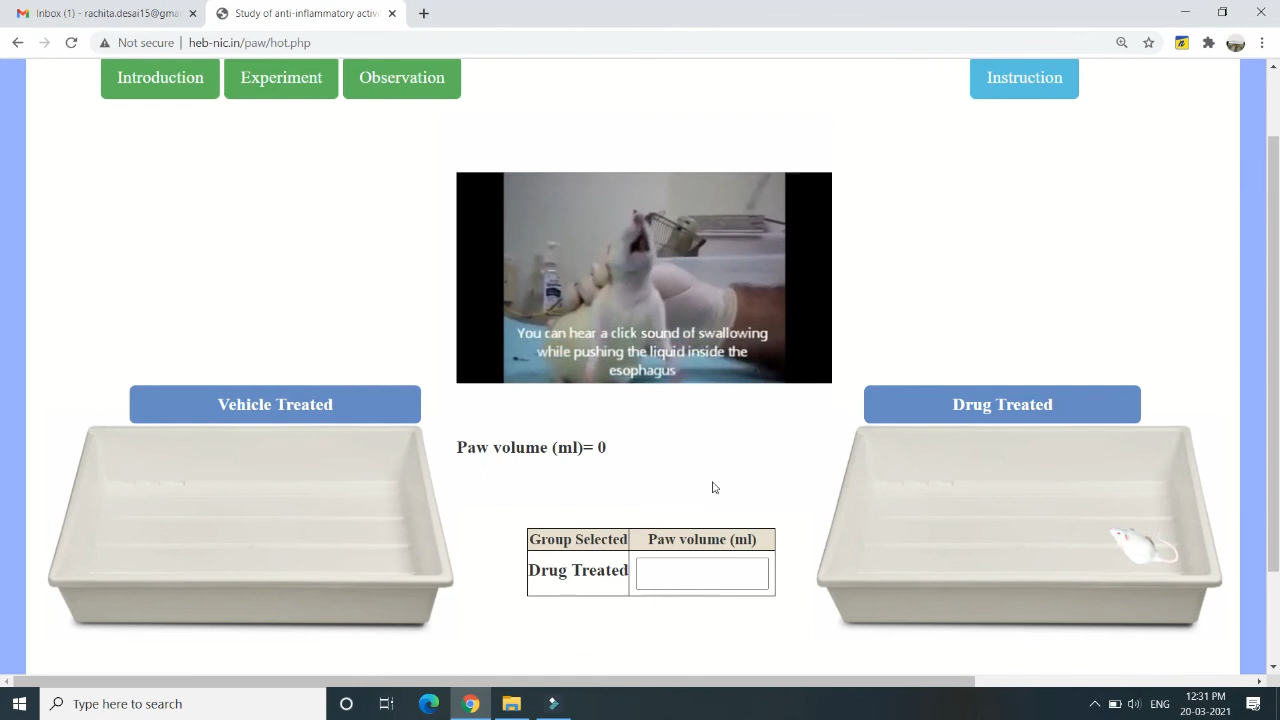 Inbox (1) - rachita.desai15@gma
Study of anti-inflammatory activi
Not secure | heb-nic.in/paw/hot.php
Introduction
Experiment
Observation
Instruction
You can hear a click sound of swallowing
while pushing the liquid inside the
esophagus
Vehicle Treated
Drug Treated
Paw volume (ml)= 0
Group Selected Paw volume (ml)
Drug Treated
Type here to search
ENG
12:31 PM
20-03-2021